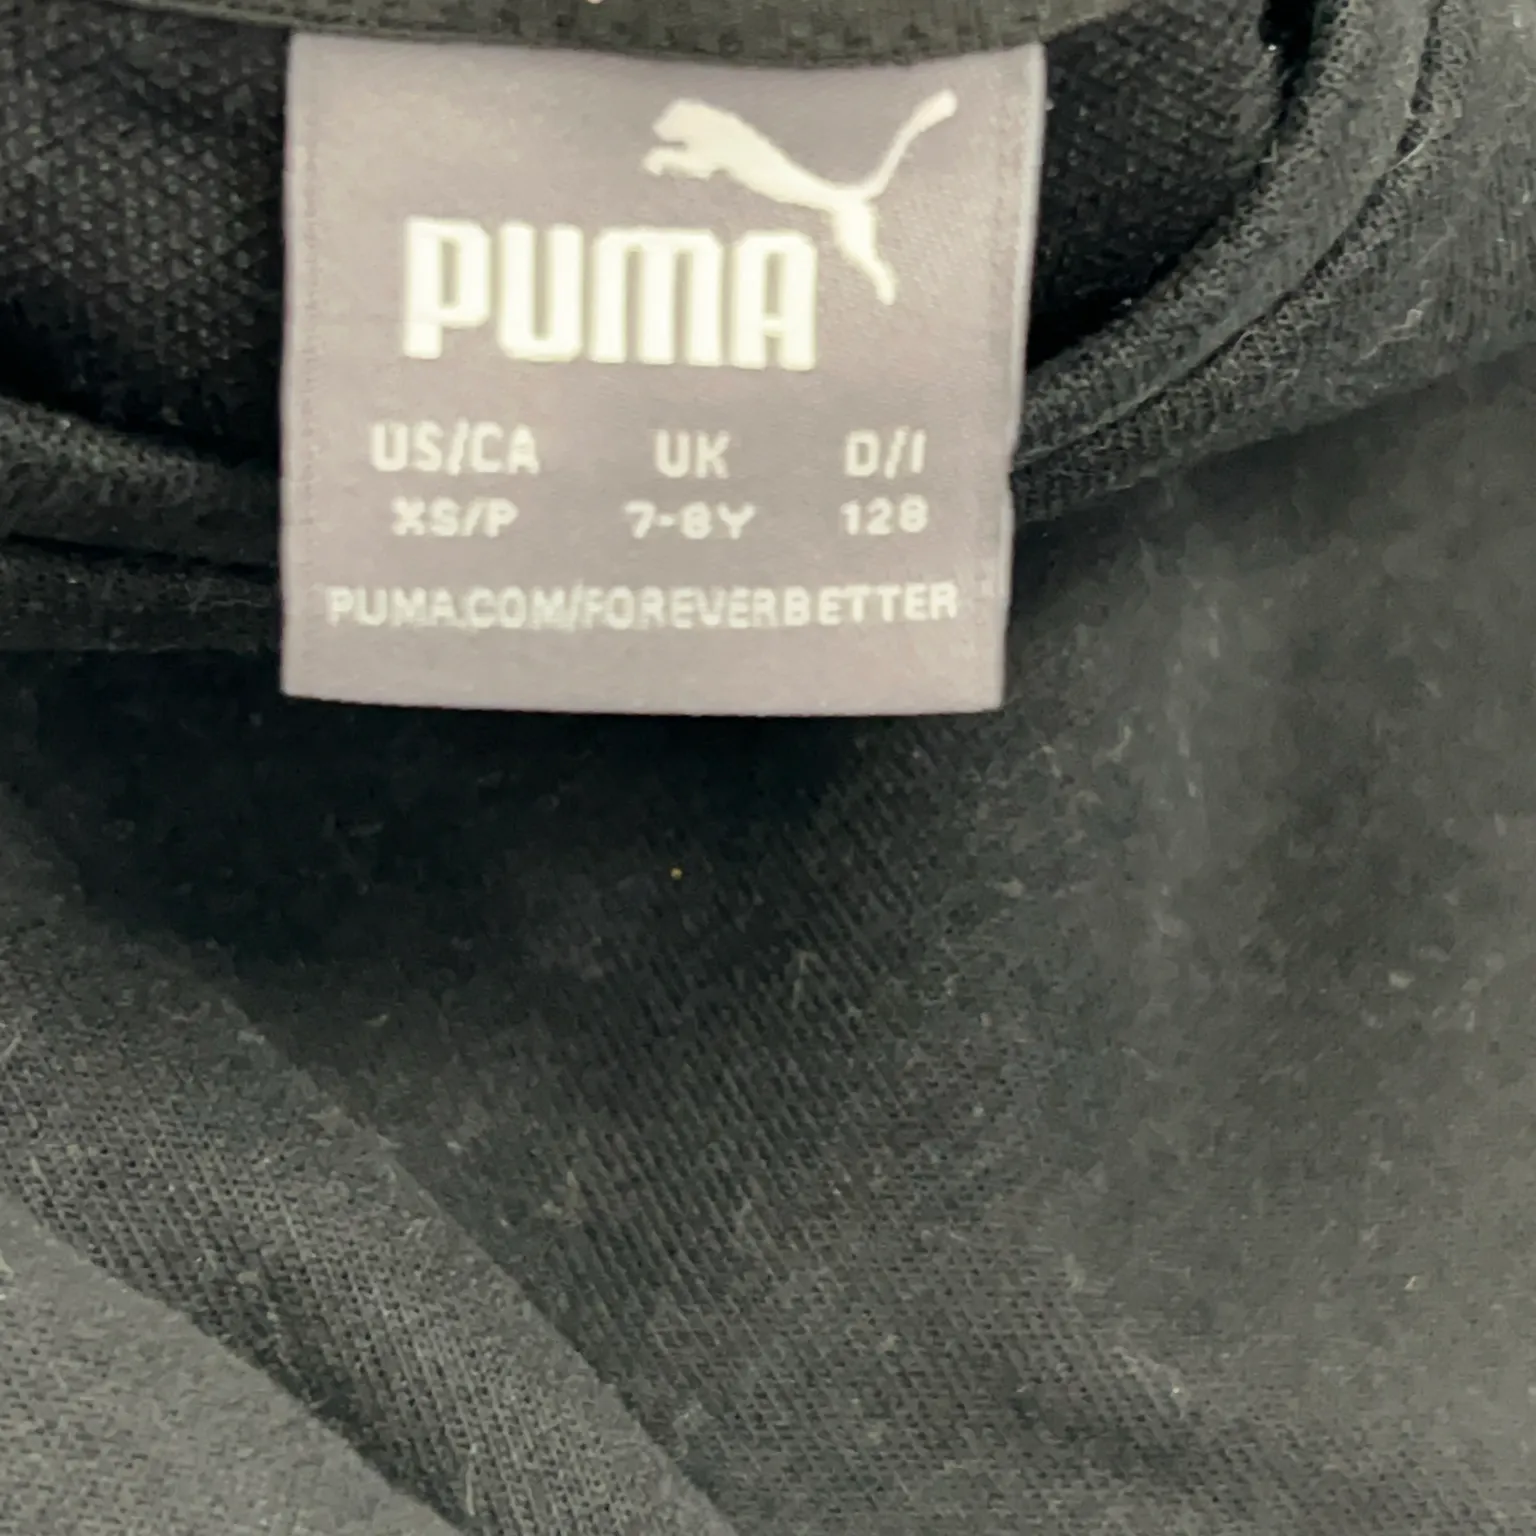 PUMA
US/CA UK D/I
XS/P 7-8Y 128
PUMA.COM/FOREVERBETTER